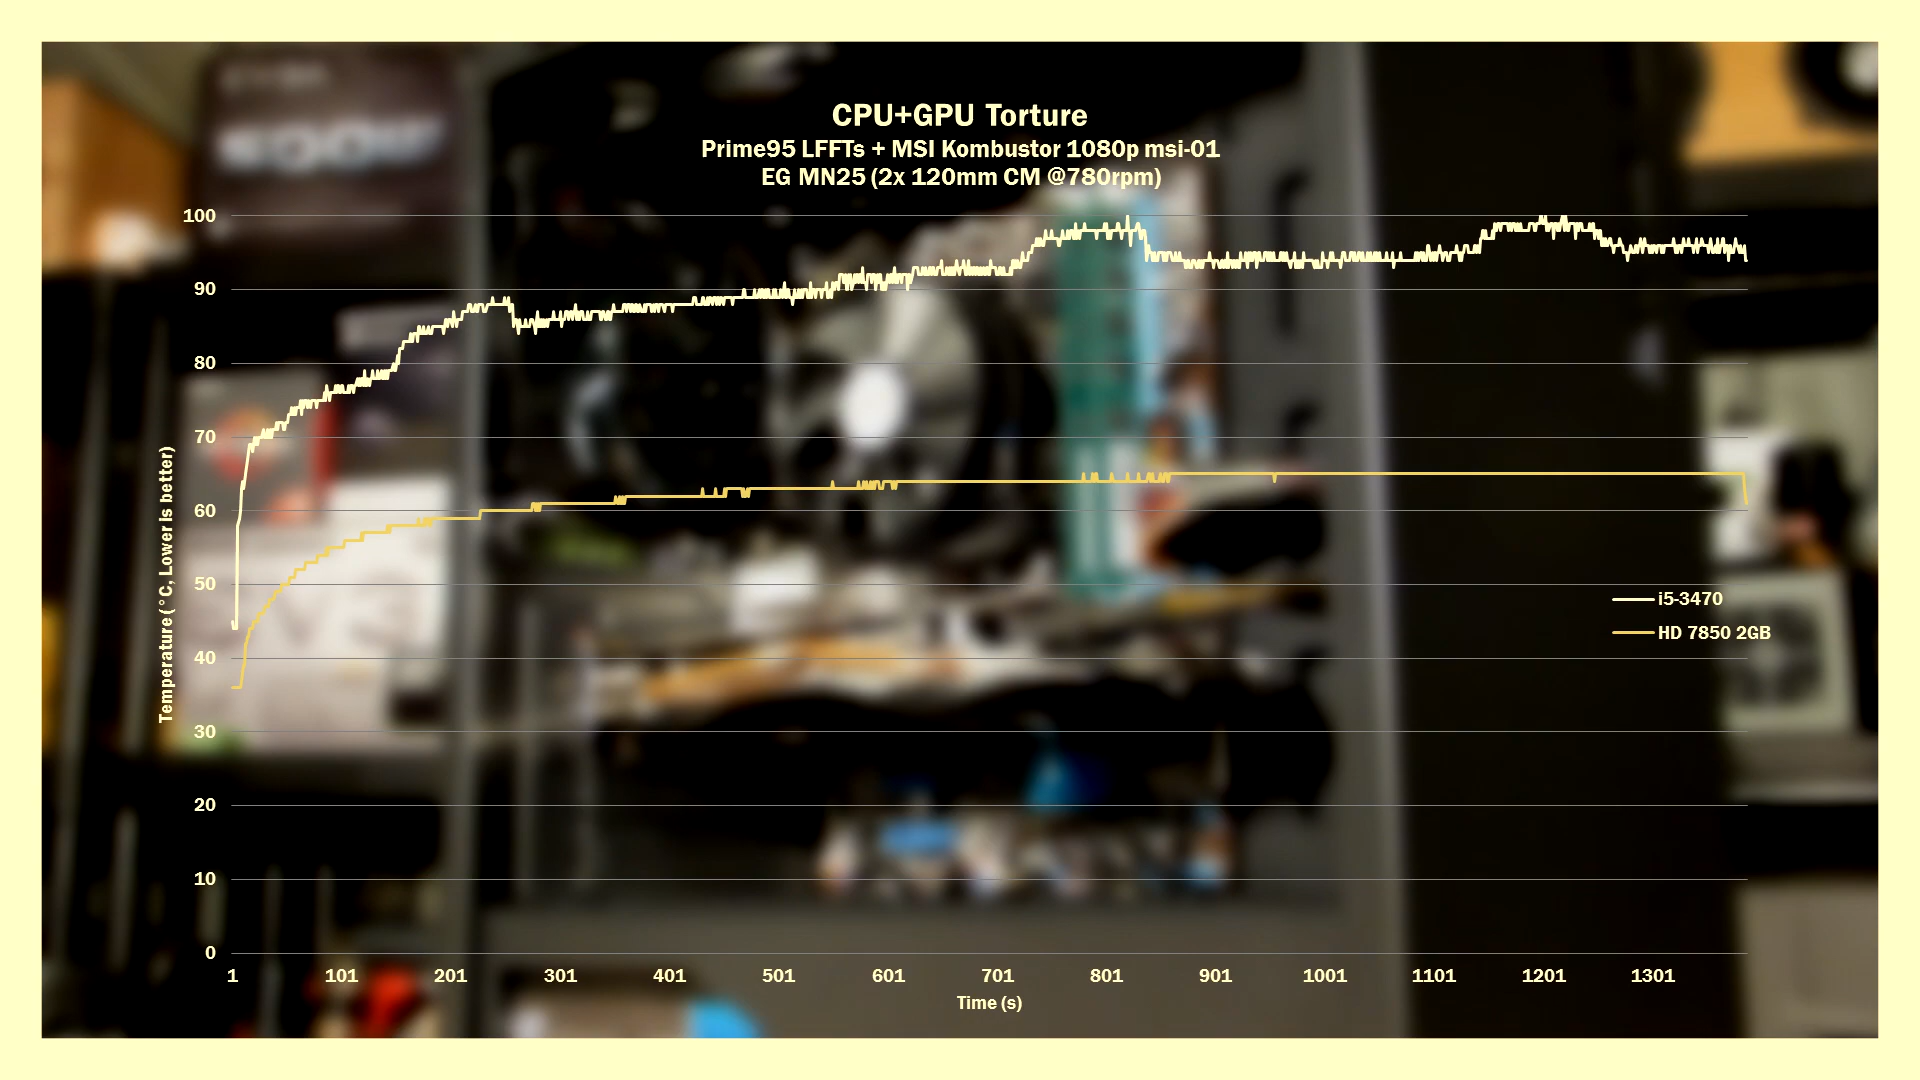 CPU+GPU Torture
Prime95 LFFTs + MSI Kombustor 1080p msi-01
EG MN25 (2x 120mm CM @780rpm)
100
90
80
70
60
50
40
30
20
10
0
Temperature (°C, Lower is better)
1 101 201 301 401 501 601 701 801 901 1001 1101 1201 1301
Time (s)
i5-3470
HD 7850 2GB